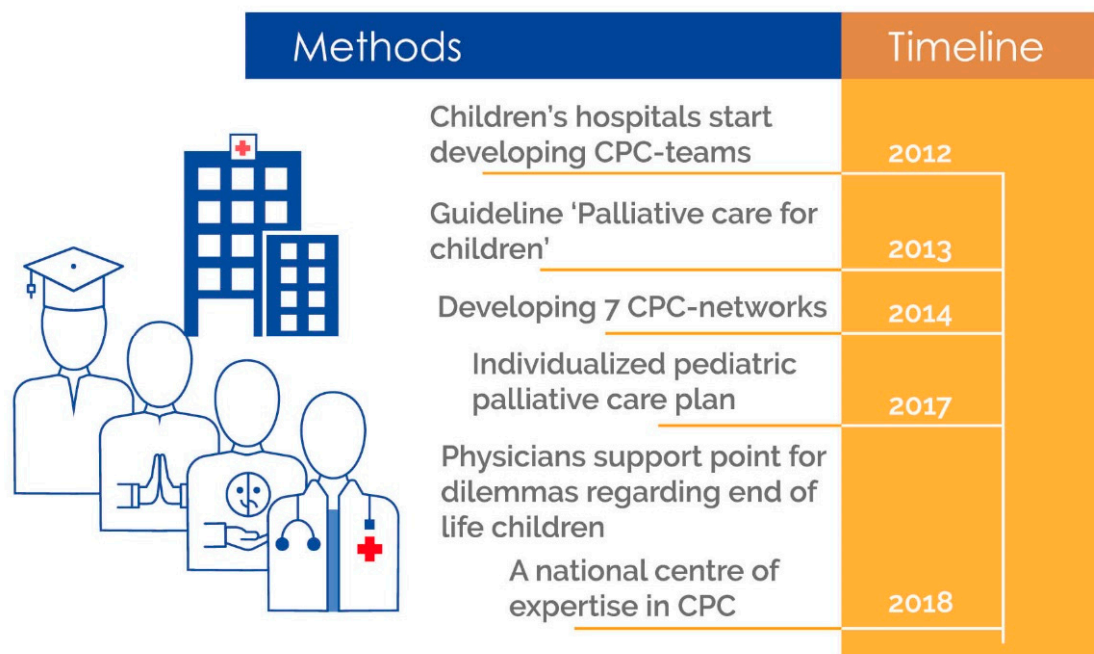 Methods
Timeline
Children’s hospitals start
developing CPC-teams
2012
Guideline ‘Palliative care for
children’
2013
Developing 7 CPC-networks
2014
Individualized pediatric
palliative care plan
2017
Physicians support point for
dilemmas regarding end of
life children
A national centre of
expertise in CPC
2018